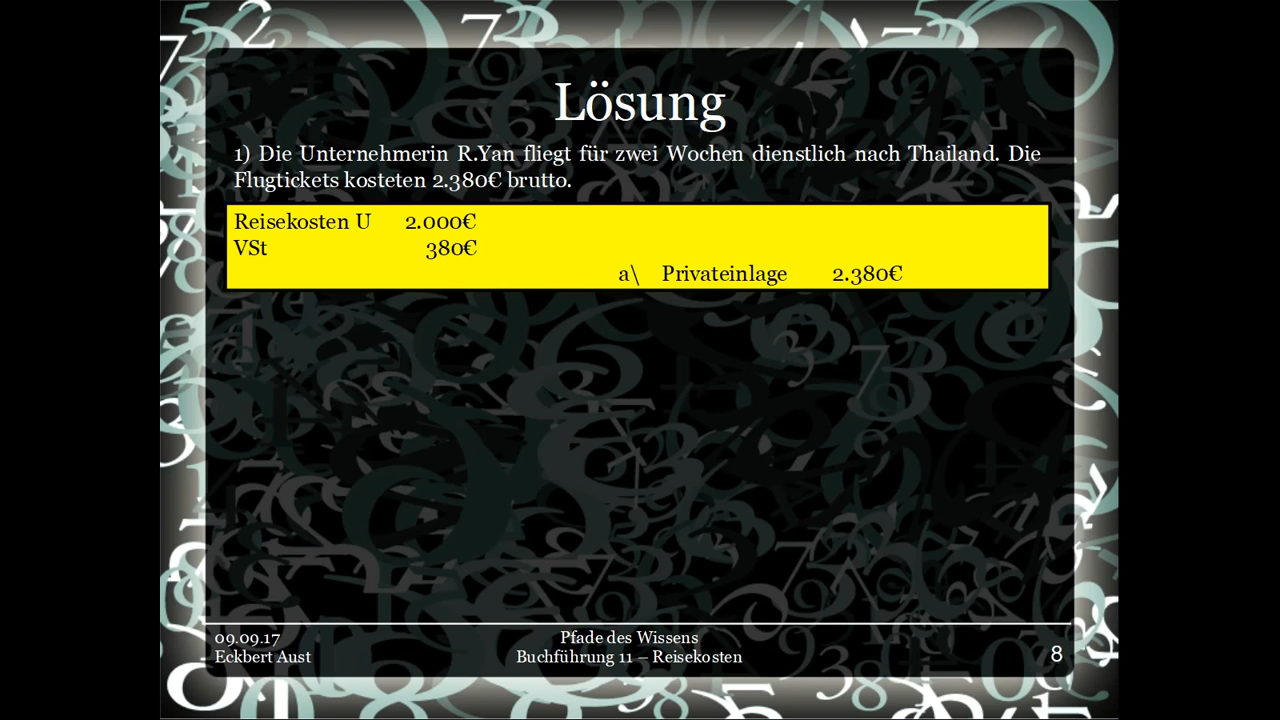 Lösung
1) Die Unternehmerin R.Yan fliegt für zwei Wochen dienstlich nach Thailand. Die
Flugtickets kosteten 2.380€ brutto.
Reisekosten U 2.000€
VSt 380€
a\ Privateinlage 2.380€
09.09.17
Eckbert Aust
Pfade des Wissens
Buchführung 11 – Reisekosten
8